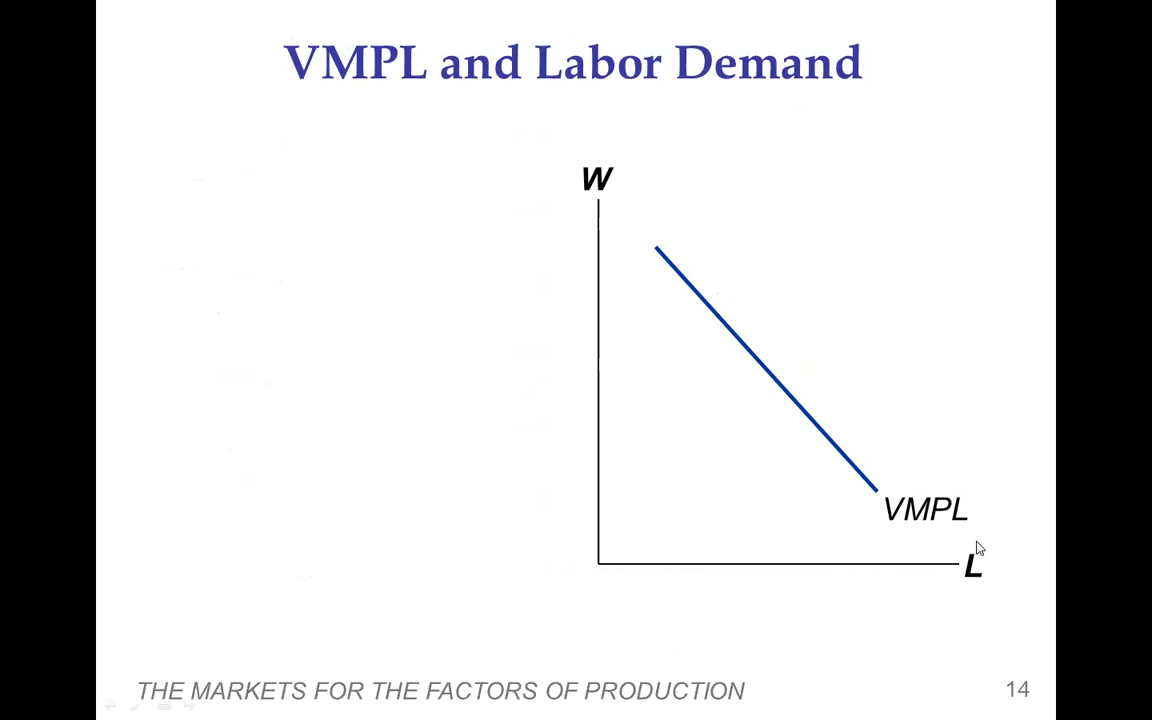 VMPL and Labor Demand
W
VMPL
L
THE MARKETS FOR THE FACTORS OF PRODUCTION
14